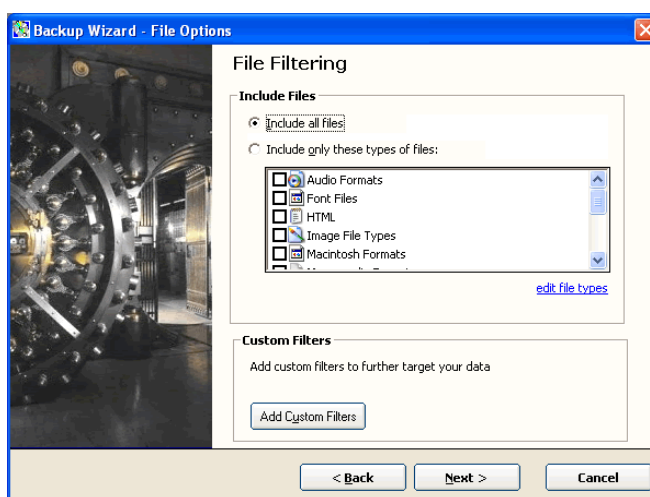 Backup Wizard - File Options
File Filtering
Include Files
Include all files
Include only these types of files:
Audio Formats
Font Files
HTML
Image File Types
Macintosh Formats
edit file types
Custom Filters
Add custom filters to further target your data
Add Custom Filters
< Back
Next >
Cancel